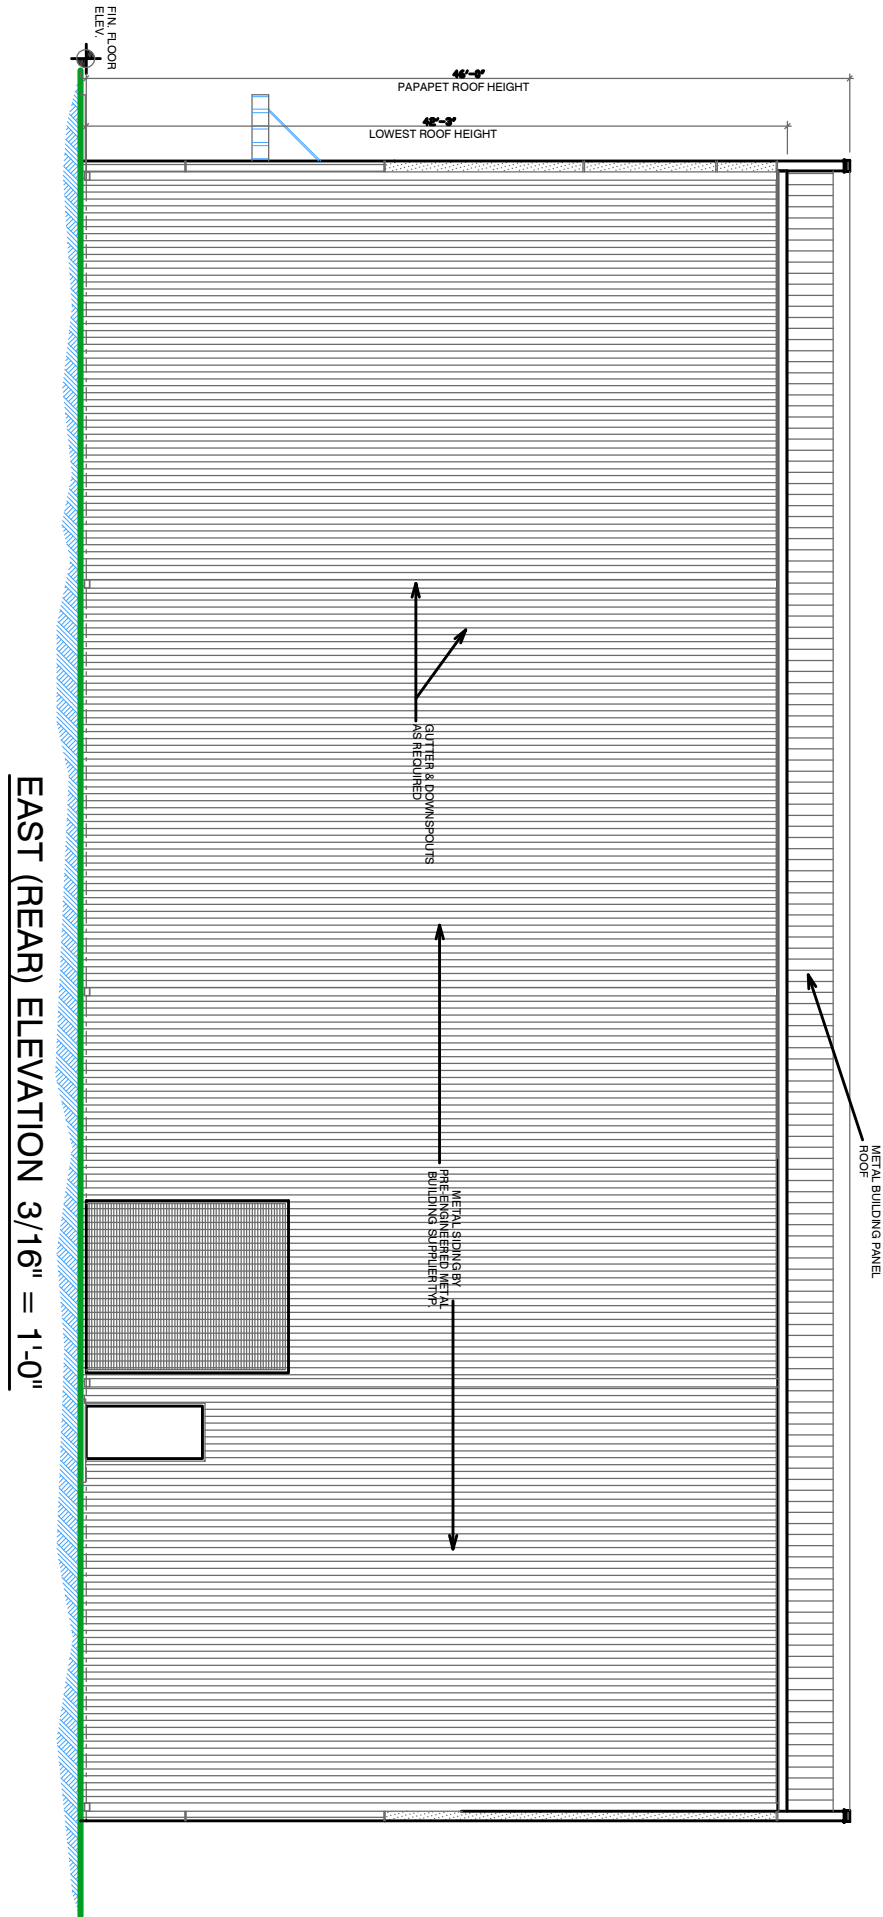 FIN. FLOOR
ELEV.
46'-0"
PAPAPET ROOF HEIGHT
42'-3"
LOWEST ROOF HEIGHT
METAL BUILDING PANEL
ROOF
GUTTER & DOWNSPOUTS
AS REQUIRED
METAL SIDING BY
PRE-ENGINEERED METAL
BUILDING SUPPLIER TYP.
EAST (REAR) ELEVATION 3/16" = 1'-0"